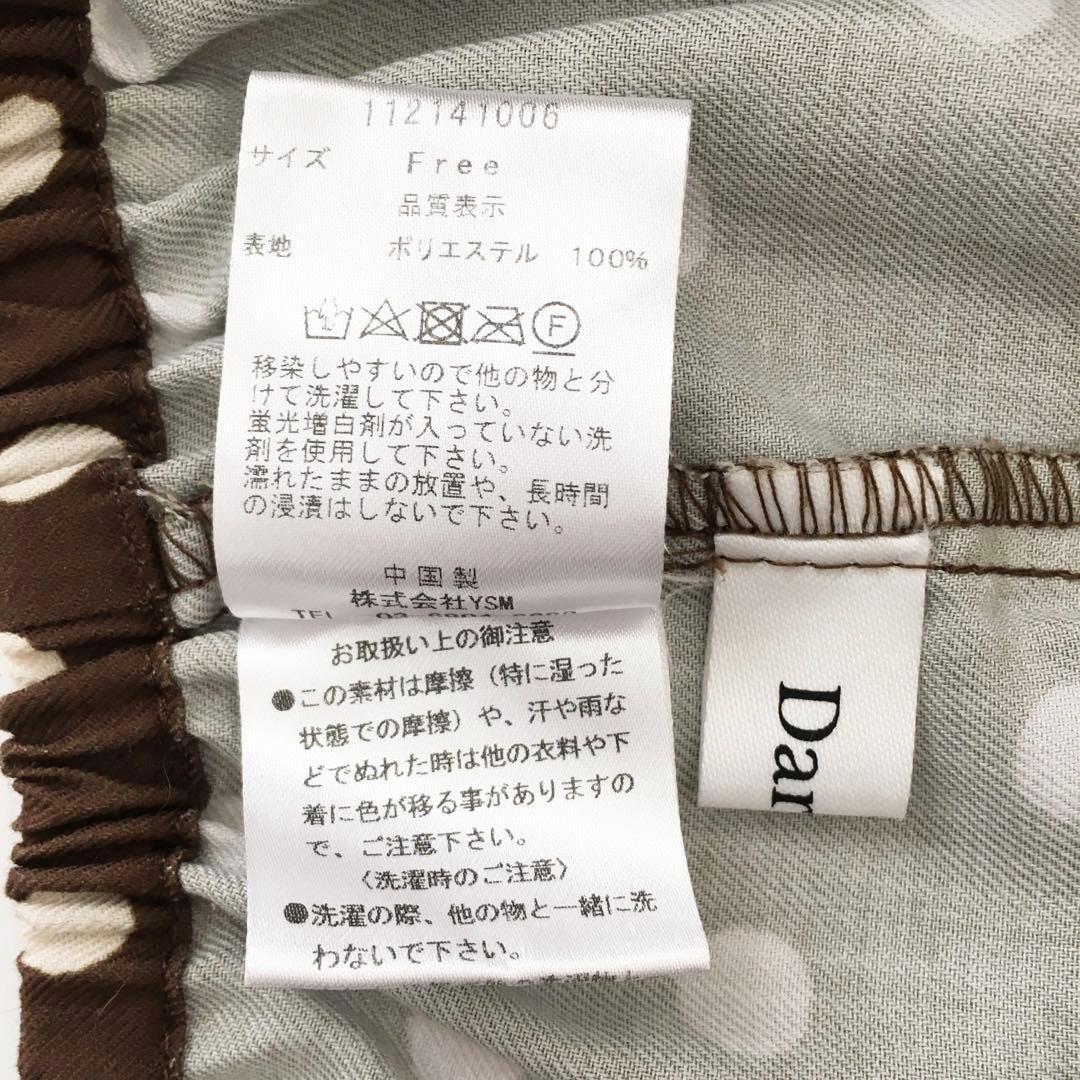 112141006
サイズ Free
品質表示
表地 ポリエステル 100%
F
移染しやすいので他の物と分
けて洗濯して下さい。
蛍光増白剤が入っていない洗
剤を使用して下さい。
濡れたままの放置や、長時間
の浸漬はしないで下さい。
中国製
株式会社YSM
TEL
お取扱い上の御注意
●この素材は摩擦（特に湿った
状態での摩擦）や、汗や雨な
どでぬれた時は他の衣料や下
着に色が移る事がありますの
で、ご注意下さい。
〈洗濯時のご注意〉
●洗濯の際、他の物と一緒に洗
わないで下さい。
Dar